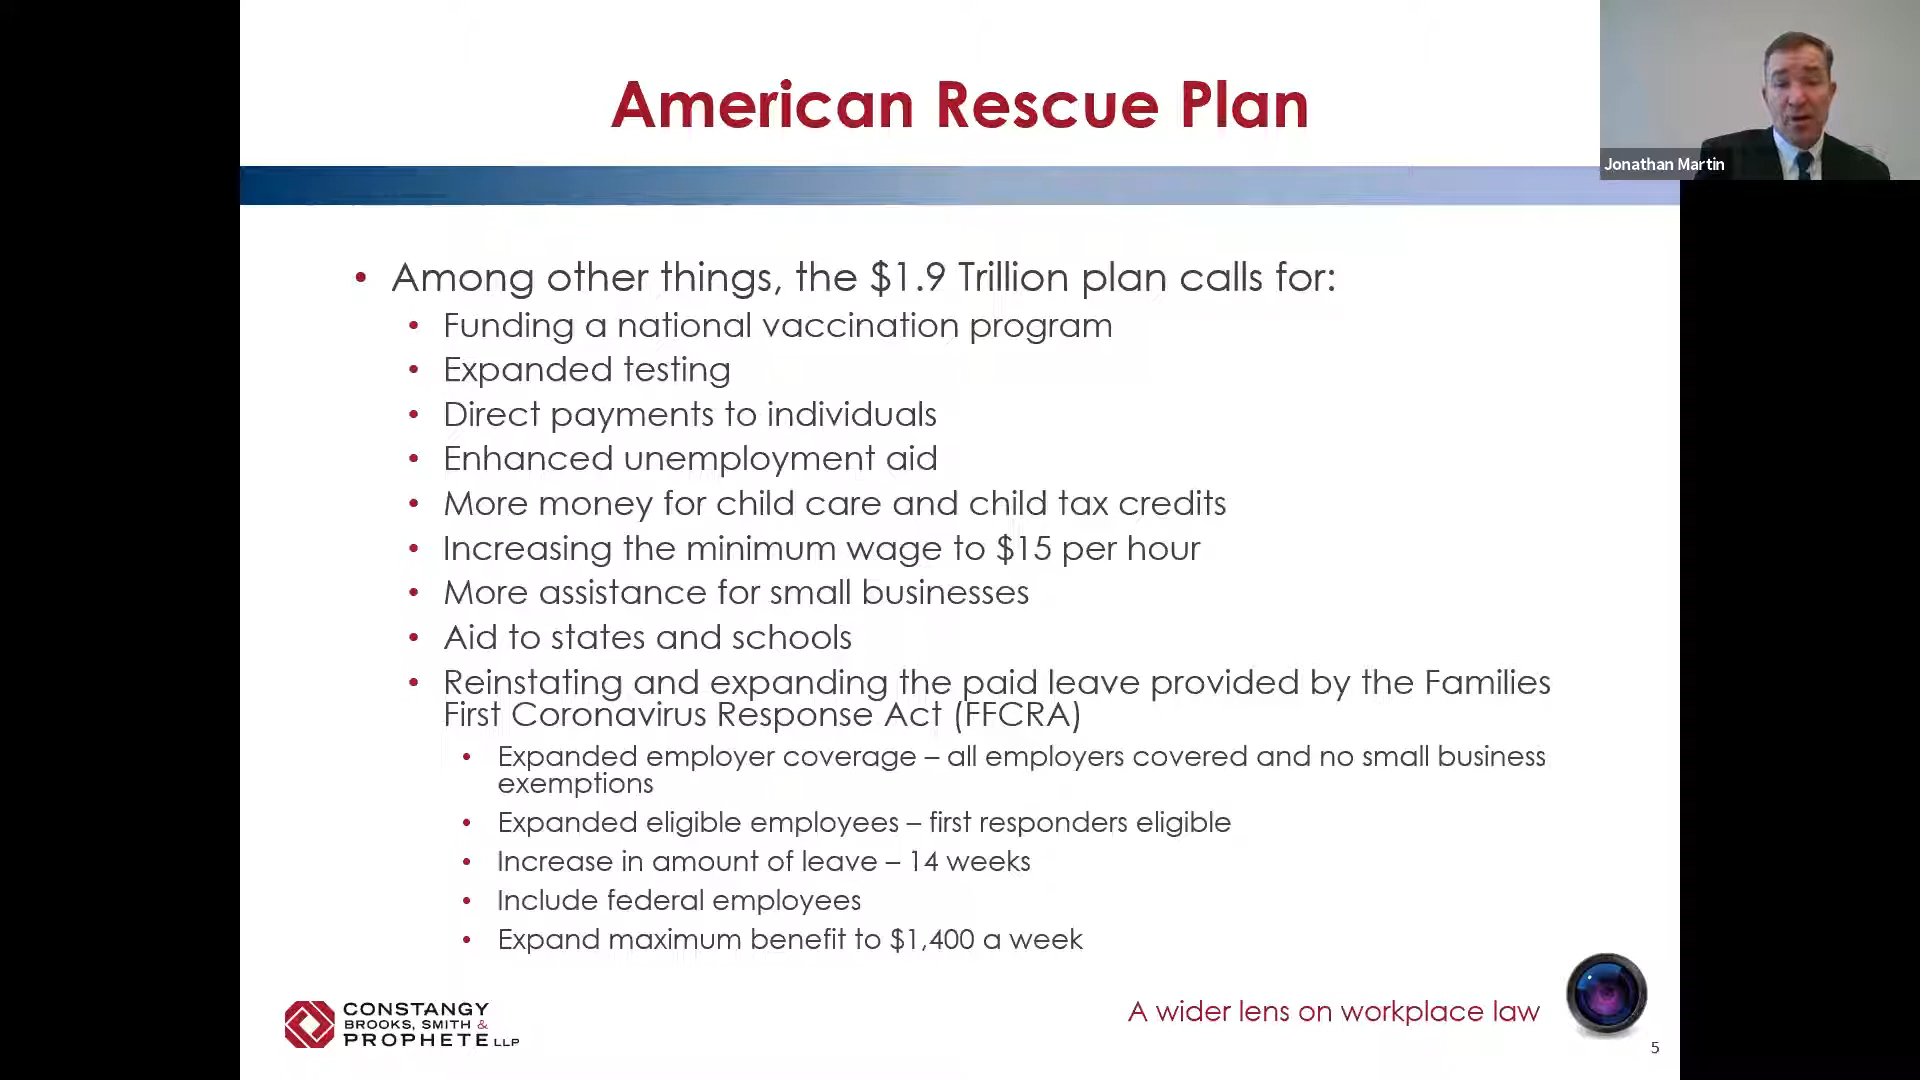 American Rescue Plan
Jonathan Martin
• Among other things, the $1.9 Trillion plan calls for:
• Funding a national vaccination program
• Expanded testing
• Direct payments to individuals
• Enhanced unemployment aid
• More money for child care and child tax credits
• Increasing the minimum wage to $15 per hour
• More assistance for small businesses
• Aid to states and schools
• Reinstating and expanding the paid leave provided by the Families
First Coronavirus Response Act (FFCRA)
• Expanded employer coverage – all employers covered and no small business
exemptions
• Expanded eligible employees – first responders eligible
• Increase in amount of leave – 14 weeks
• Include federal employees
• Expand maximum benefit to $1,400 a week
CONSTANGY
BROOKS, SMITH &
PROPHETE LLP
A wider lens on workplace law
5